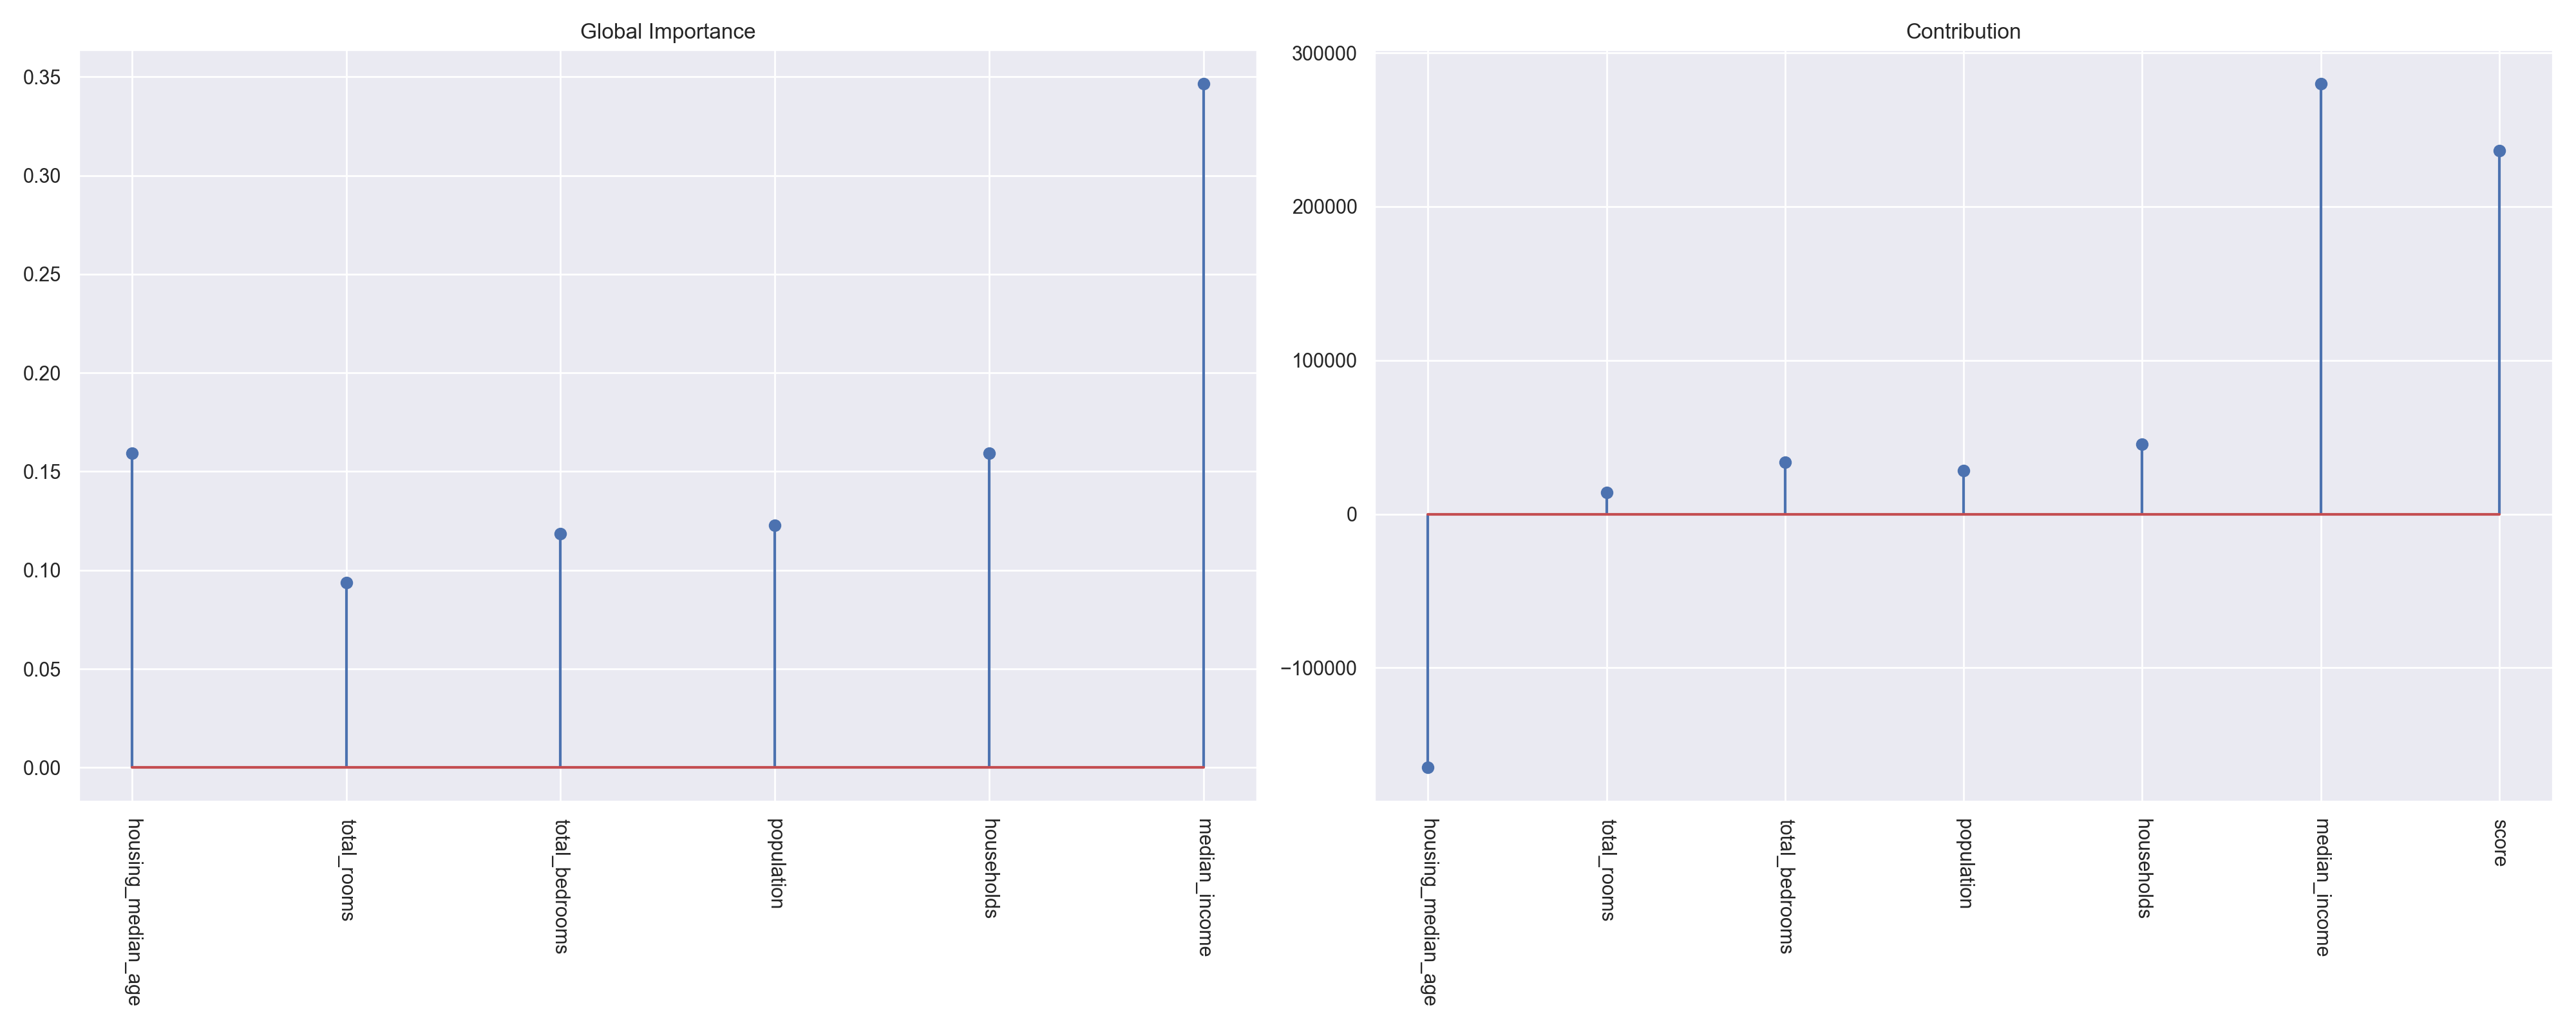 Global Importance
0.35
0.30
0.25
0.20
0.15
0.10
0.05
0.00
housing_median_age
total_rooms
total_bedrooms
population
households
median_income
Contribution
300000
200000
100000
0
−100000
housing_median_age
total_rooms
total_bedrooms
population
households
median_income
score